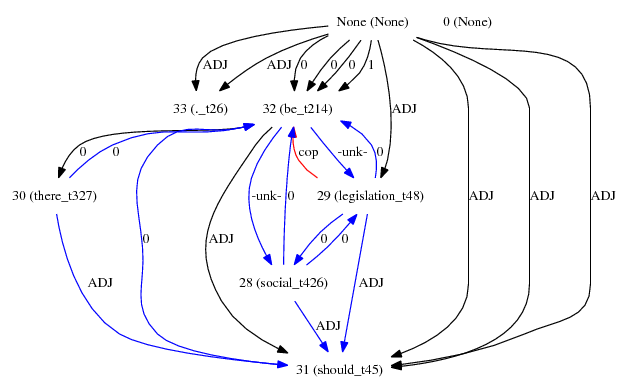 None (None) 0 (None)
ADJ ADJ 0 0 0 1
33 (._t26) 32 (be_t214) ADJ
0 0 cop -unk- 0
30 (there_t327) -unk- 0 29 (legislation_t48) ADJ ADJ ADJ
0 ADJ 0 0
ADJ 28 (social_t426) ADJ
ADJ
31 (should_t45)